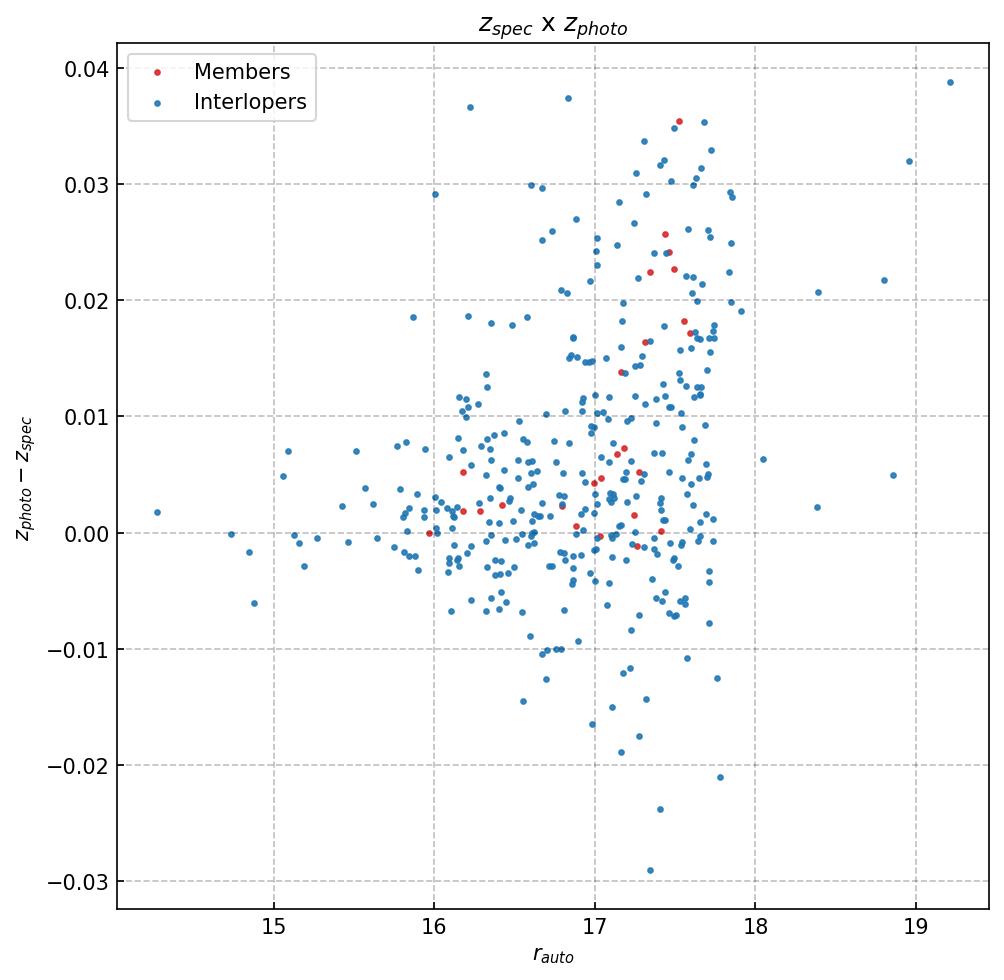 z_spec x z_photo
Members
Interlopers
0.04
0.03
0.02
0.01
0.00
−0.01
−0.02
−0.03
z_photo − z_spec
15
16
17
18
19
r_auto